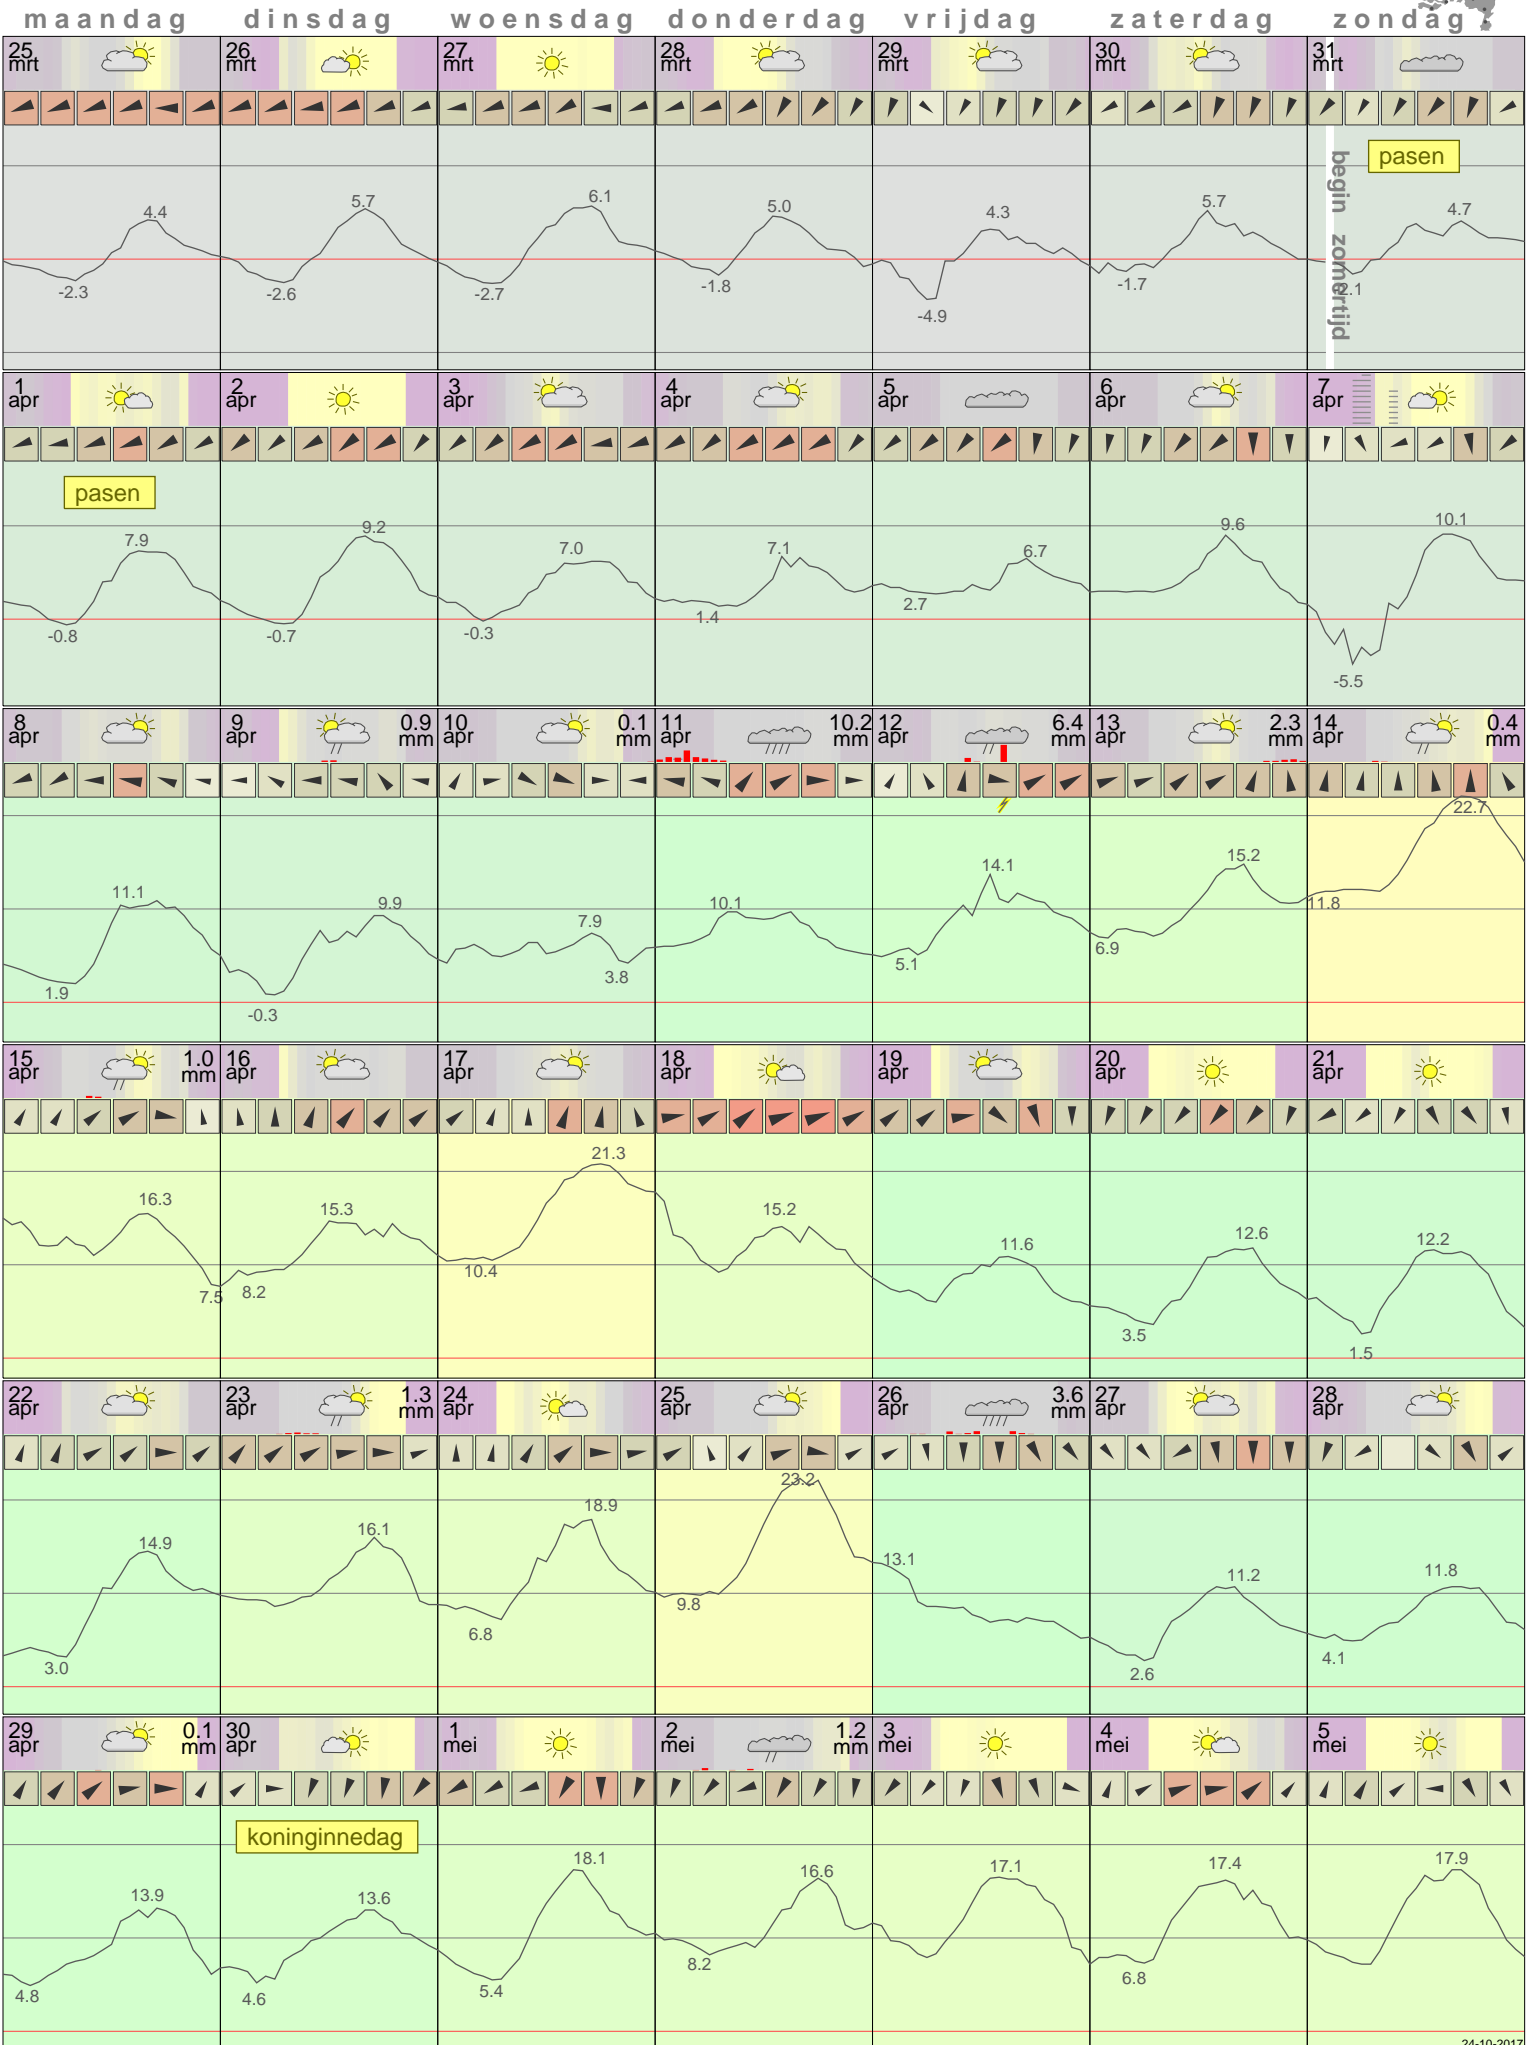 maandag dinsdag woensdag donderdag vrijdag zaterdag zondag
25 26 27 28 29 30 31
mrt mrt mrt mrt mrt mrt mrt
pasen
begin zomertijd
4.4 5.7 6.1 5.0 4.3 5.7 4.7
-2.3 -2.6 -2.7 -1.8 -4.9 -1.7 -2.1
1 2 3 4 5 6 7
apr apr apr apr apr apr apr
pasen
7.9 9.2 7.0 7.1 6.7 9.6 10.1
-0.8 -0.7 -0.3 1.4 2.7 -5.5
8 9 0.9 10 0.1 11 10.2 12 6.4 13 2.3 14 0.4
apr apr mm apr mm apr mm apr mm apr mm apr mm
11.1 9.9 7.9 10.1 14.1 15.2 22.7
1.9 -0.3 3.8 5.1 6.9 11.8
15 1.0 16 17 18 19 20 21
apr mm apr apr apr apr apr apr
16.3 15.3 21.3 15.2 11.6 12.6 12.2
7.5 8.2 10.4 3.5 1.5
22 23 1.3 24 25 26 3.6 27 28
apr apr mm apr apr apr mm apr apr
14.9 16.1 18.9 23.2 13.1 11.2 11.8
3.0 6.8 9.8 2.6 4.1
29 0.1 30 1 2 1.2 3 4 5
apr mm apr mei mei mm mei mei mei
koninginnedag
13.9 13.6 18.1 16.6 17.1 17.4 17.9
4.8 4.6 5.4 8.2 6.8
24-10-2017